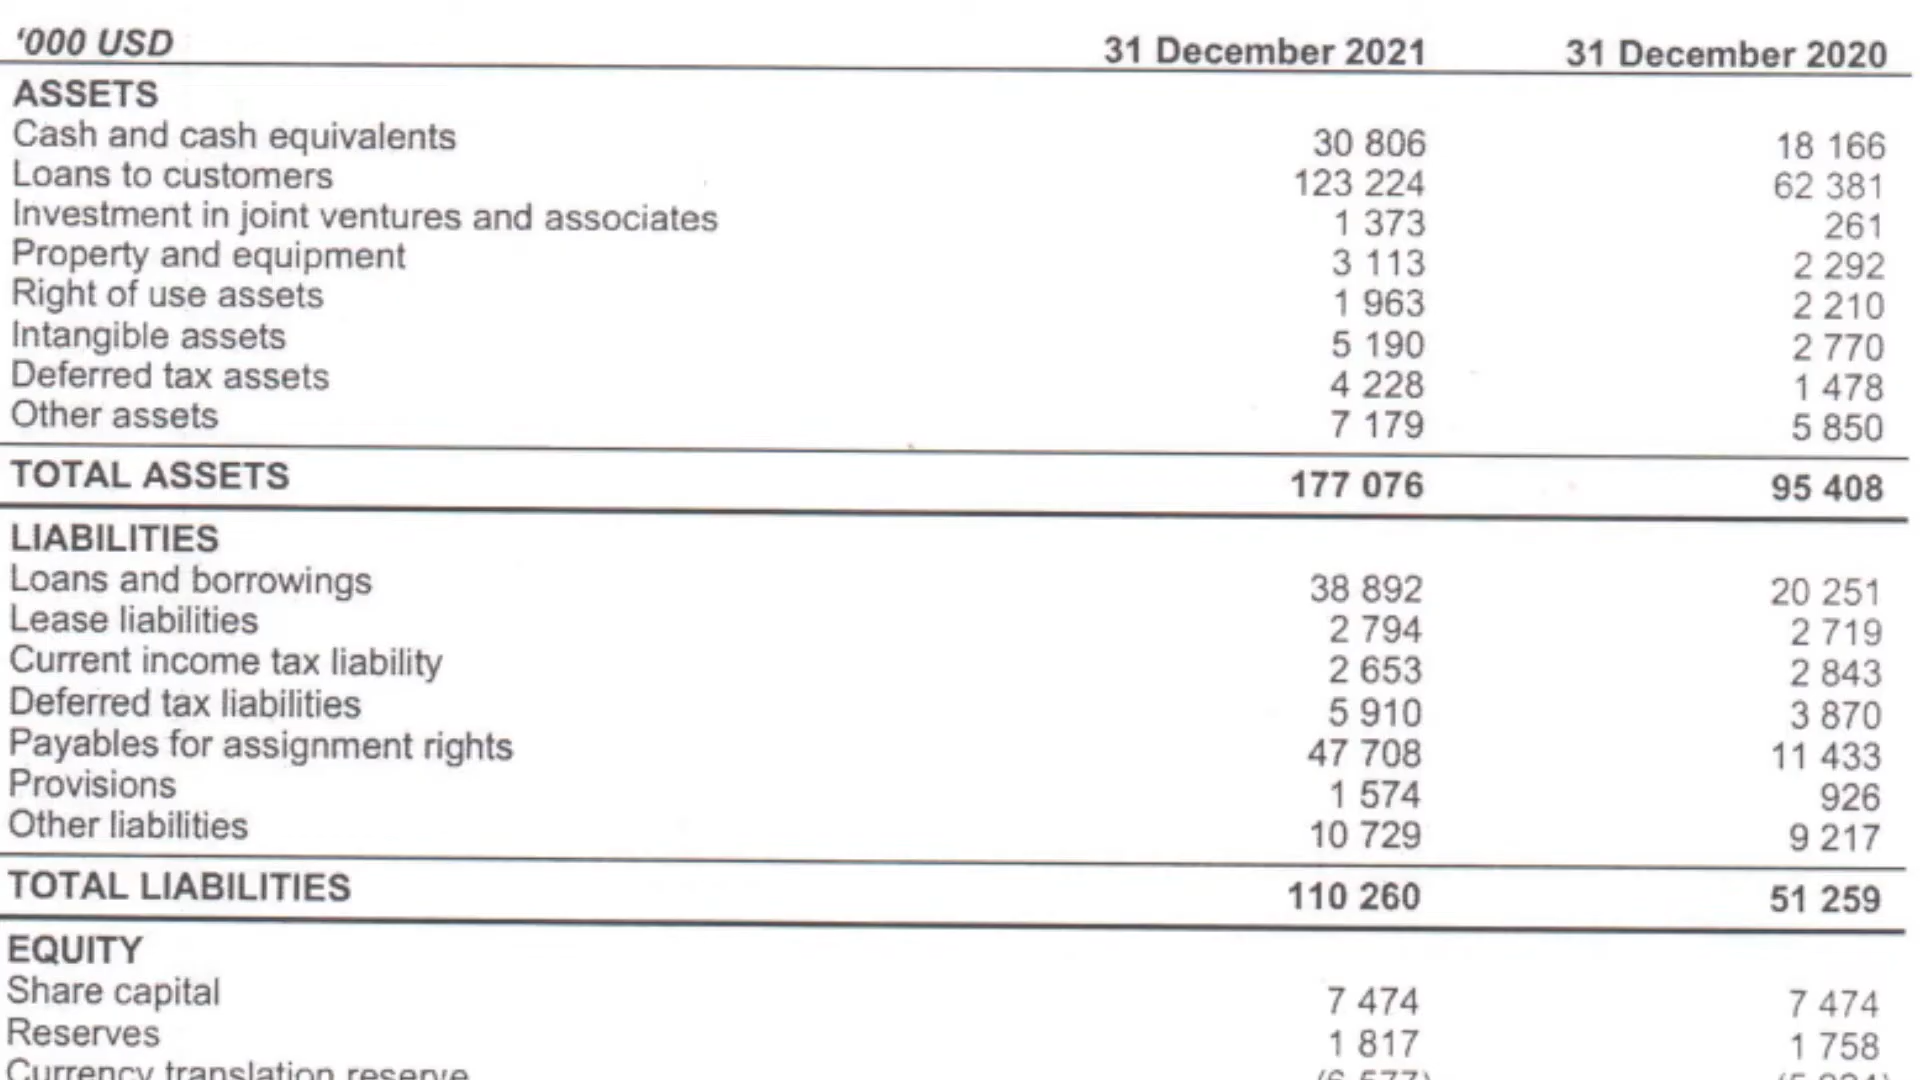 '000 USD 31 December 2021 31 December 2020
ASSETS
Cash and cash equivalents 30 806 18 166
Loans to customers 123 224 62 381
Investment in joint ventures and associates 1 373 261
Property and equipment 3 113 2 292
Right of use assets 1 963 2 210
Intangible assets 5 190 2 770
Deferred tax assets 4 228 1 478
Other assets 7 179 5 850
TOTAL ASSETS 177 076 95 408
LIABILITIES
Loans and borrowings 38 892 20 251
Lease liabilities 2 794 2 719
Current income tax liability 2 653 2 843
Deferred tax liabilities 5 910 3 870
Payables for assignment rights 47 708 11 433
Provisions 1 574 926
Other liabilities 10 729 9 217
TOTAL LIABILITIES 110 260 51 259
EQUITY
Share capital 7 474 7 474
Reserves 1 817 1 758
Currency translation reserve